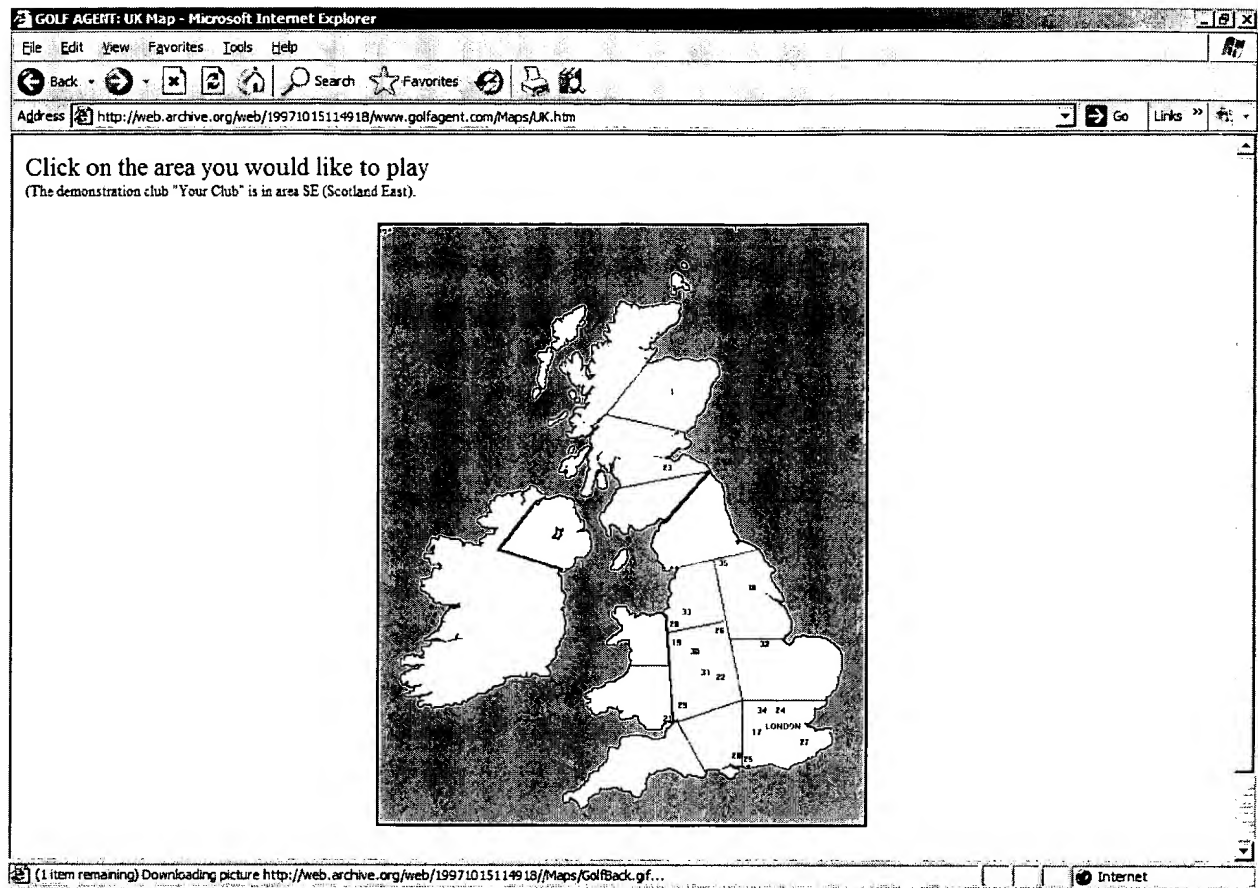 GOLF AGENT: UK Map - Microsoft Internet Explorer
File Edit View Favorites Tools Help
Back Search Favorites
Address http://web.archive.org/web/19971015114918/www.golfagent.com/Maps/UK.htm Go Links »
Click on the area you would like to play
(The demonstration club "Your Club" is in area SE (Scotland East).
1
23
35
18
33
28
26
32
19
30
31 22
29
21
34 24
LONDON
17
27
20
25
(1 item remaining) Downloading picture http://web.archive.org/web/19971015114918//Maps/GolfBack.gif... Internet